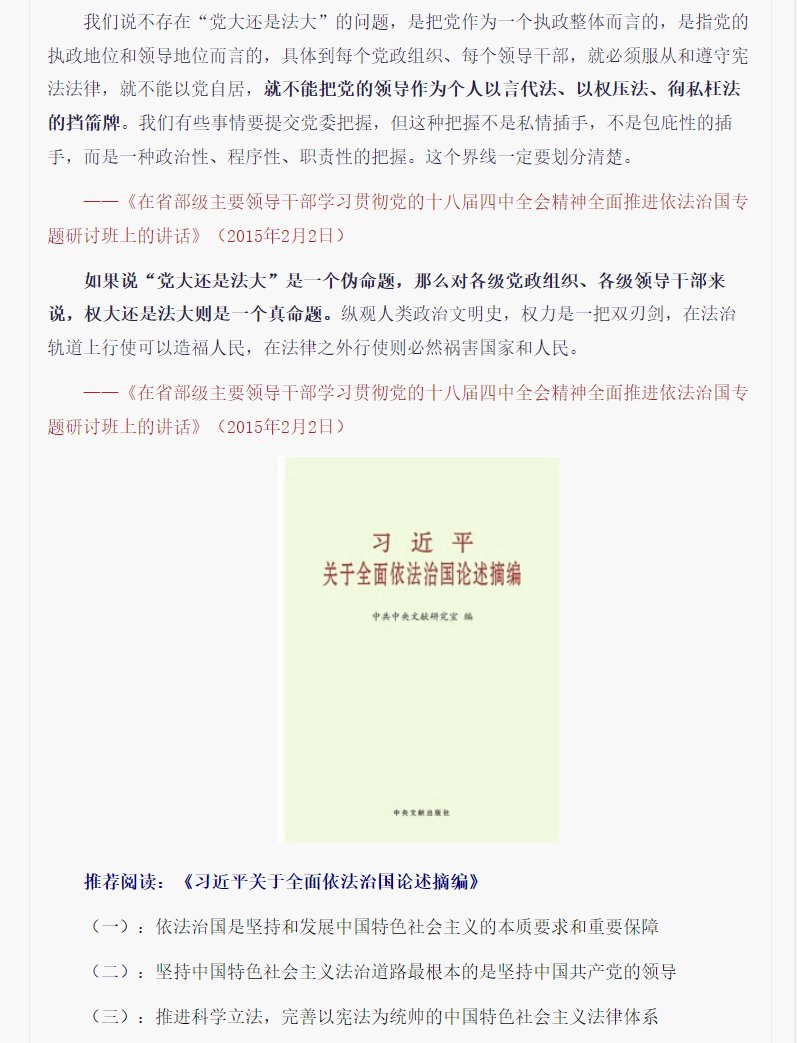 我们说不存在“党大还是法大”的问题，是把党作为一个执政整体而言的，是指党的
执政地位和领导地位而言的，具体到每个党政组织、每个领导干部，就必须服从和遵守宪
法法律，就不能以党自居，就不能把党的领导作为个人以言代法、以权压法、徇私枉法
的挡箭牌。我们有些事情要提交党委把握，但这种把握不是私情插手，不是包庇性的插
手，而是一种政治性、程序性、职责性的把握。这个界线一定要划分清楚。
——《在省部级主要领导干部学习贯彻党的十八届四中全会精神全面推进依法治国专
题研讨班上的讲话》（2015年2月2日）
如果说“党大还是法大”是一个伪命题，那么对各级党政组织、各级领导干部来
说，权大还是法大则是一个真命题。纵观人类政治文明史，权力是一把双刃剑，在法治
轨道上行使可以造福人民，在法律之外行使则必然祸害国家和人民。
——《在省部级主要领导干部学习贯彻党的十八届四中全会精神全面推进依法治国专
题研讨班上的讲话》（2015年2月2日）
习 近 平
关于全面依法治国论述摘编
中共中央文献研究室 编
中央文献出版社
推荐阅读：《习近平关于全面依法治国论述摘编》
（一）：依法治国是坚持和发展中国特色社会主义的本质要求和重要保障
（二）：坚持中国特色社会主义法治道路最根本的是坚持中国共产党的领导
（三）：推进科学立法，完善以宪法为统帅的中国特色社会主义法律体系